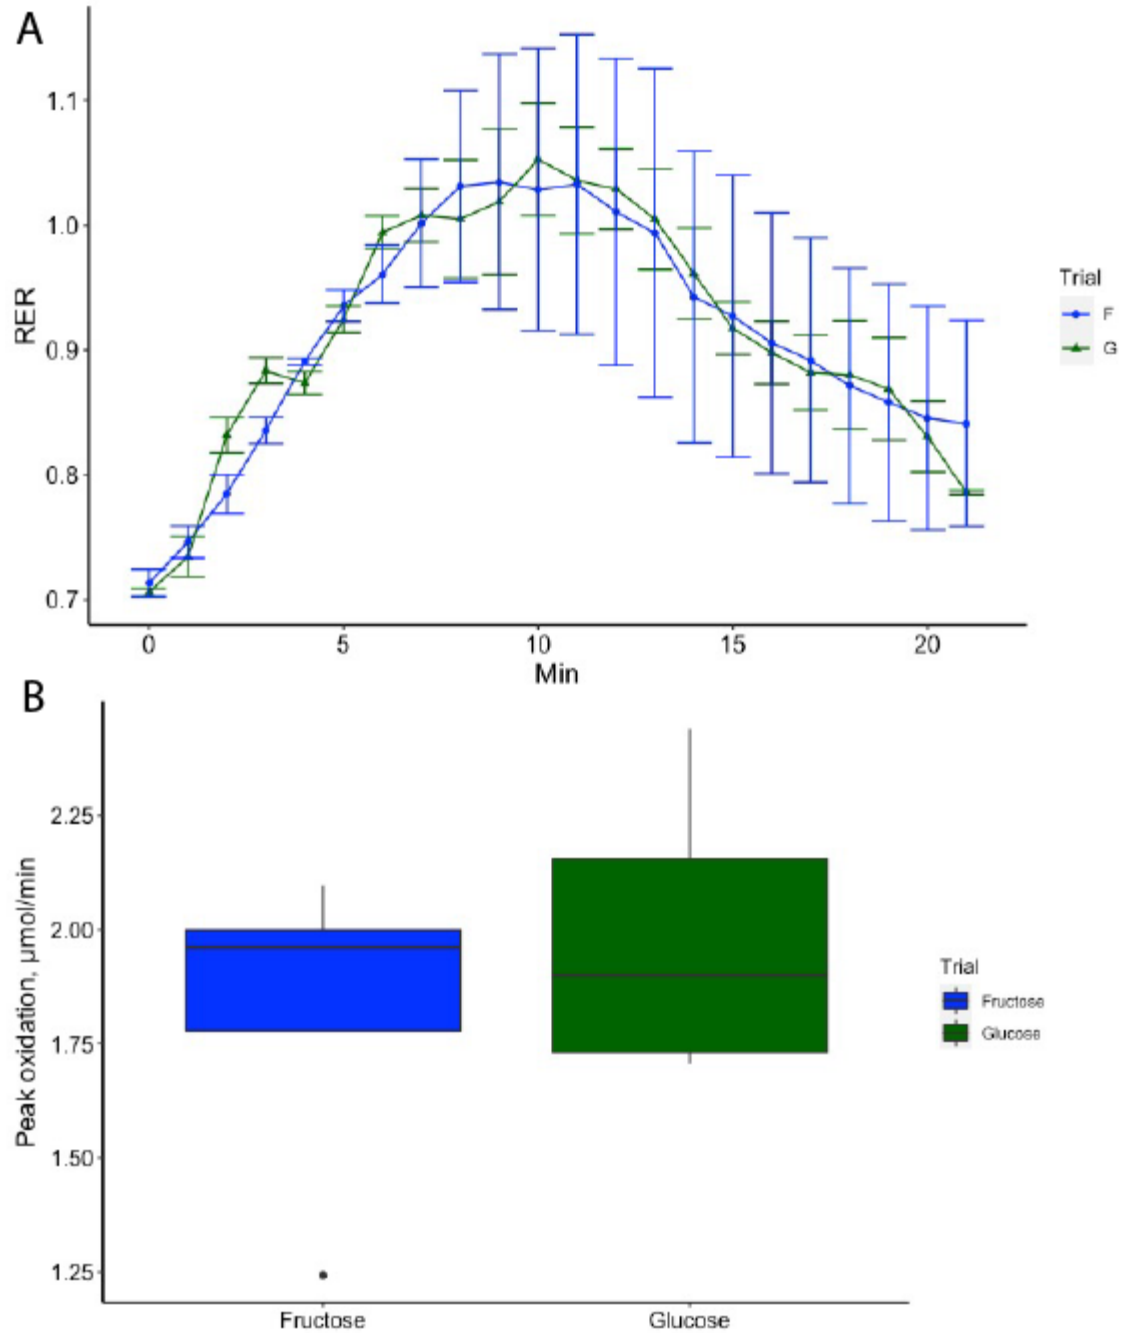 A
RER
1.1
1.0
0.9
0.8
0.7
0 5 10 15 20
Min
Trial
F
G
B
Peak oxidation, µmol/min
2.25
2.00
1.75
1.50
1.25
Fructose Glucose
Trial
Fructose
Glucose